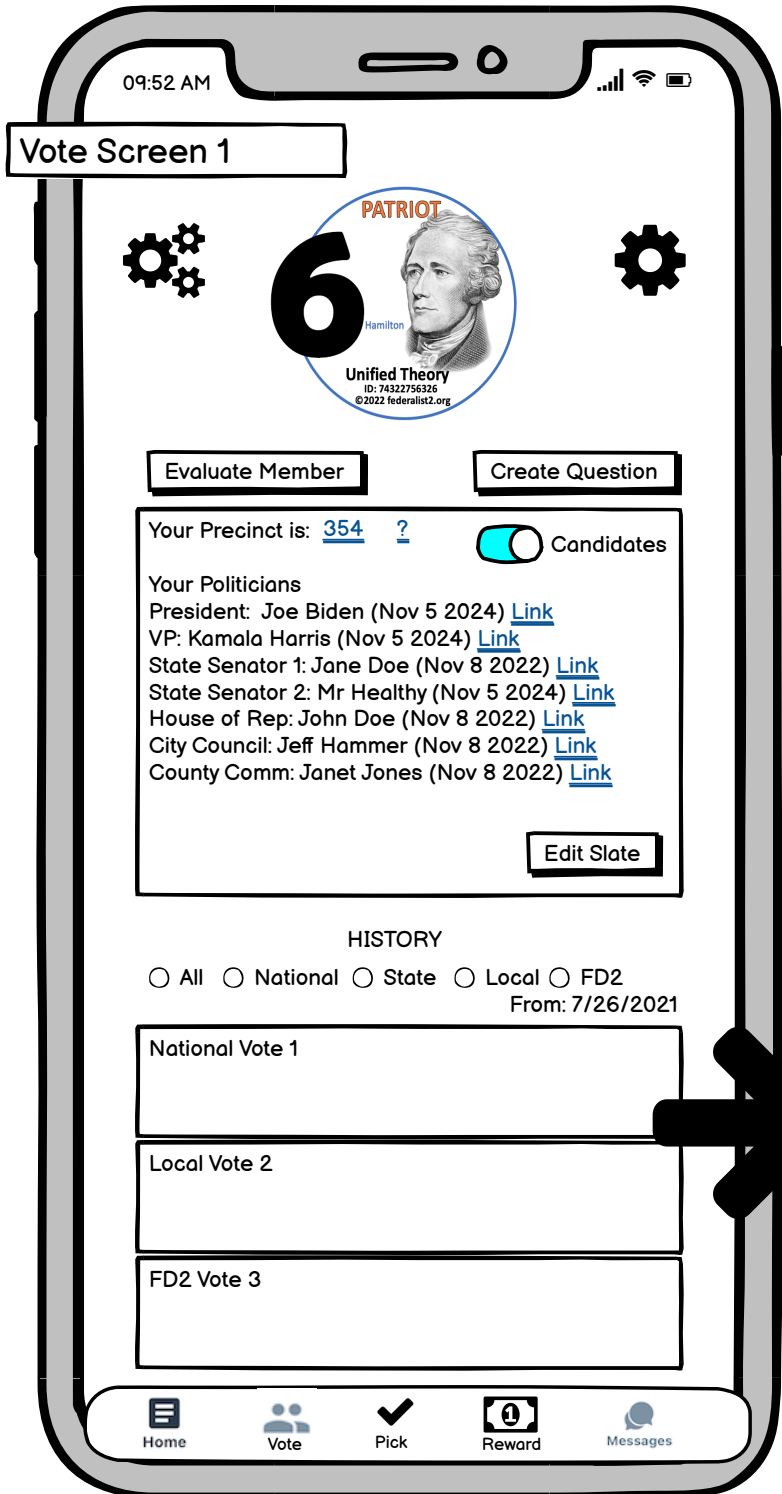 09:52 AM
Vote Screen 1
PATRIOT
6
Hamilton
Unified Theory
ID: 74322756326
©2022 federalist2.org
Evaluate Member
Create Question
Your Precinct is: 354 ?
Candidates
Your Politicians
President: Joe Biden (Nov 5 2024) Link
VP: Kamala Harris (Nov 5 2024) Link
State Senator 1: Jane Doe (Nov 8 2022) Link
State Senator 2: Mr Healthy (Nov 5 2024) Link
House of Rep: John Doe (Nov 8 2022) Link
City Council: Jeff Hammer (Nov 8 2022) Link
County Comm: Janet Jones (Nov 8 2022) Link
Edit Slate
HISTORY
All National State Local FD2
From: 7/26/2021
National Vote 1
Local Vote 2
FD2 Vote 3
1
Home Vote Pick Reward Messages